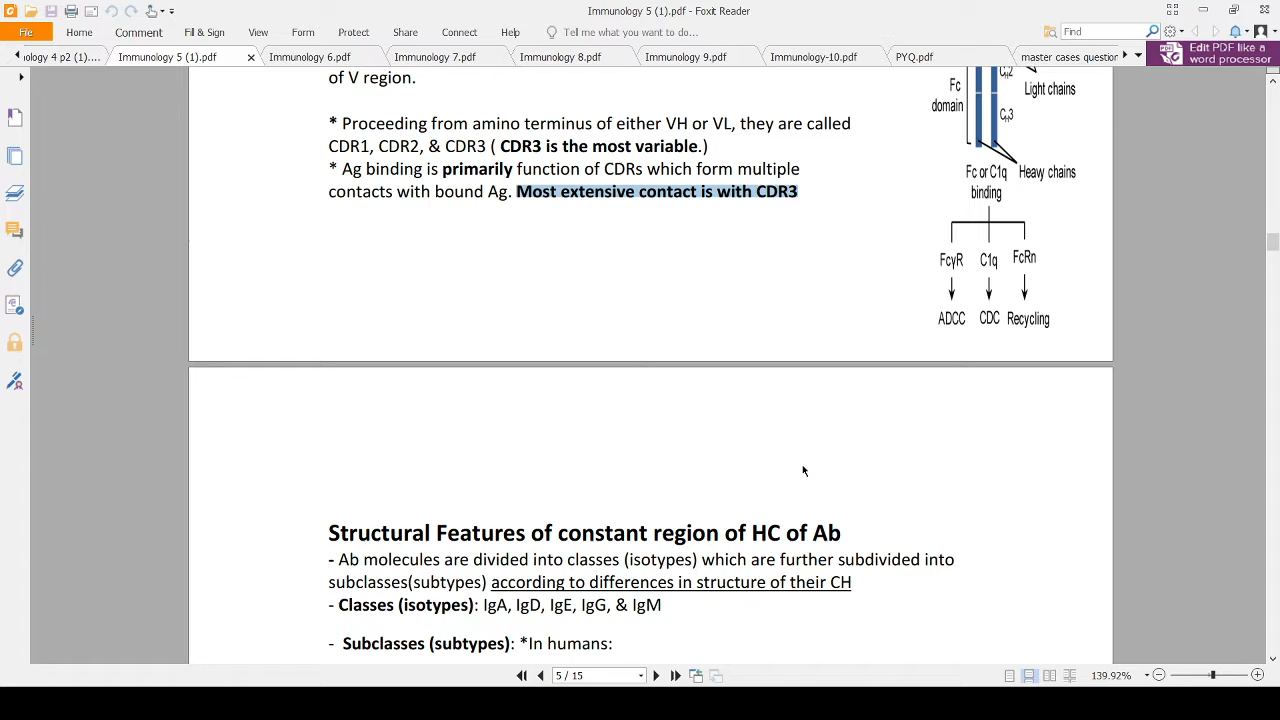 Immunology 5 (1).pdf - Foxit Reader
File Home Comment Fill & Sign View Form Protect Share Connect Help Tell me what you want to do... Find
ology 4 p2 (1).... Immunology 5 (1).pdf Immunology 6.pdf Immunology 7.pdf Immunology 8.pdf Immunology 9.pdf Immunology-10.pdf PYQ.pdf master cases question
Edit PDF like a
word processor
of V region.
* Proceeding from amino terminus of either VH or VL, they are called
CDR1, CDR2, & CDR3 ( CDR3 is the most variable.)
* Ag binding is primarily function of CDRs which form multiple
contacts with bound Ag. Most extensive contact is with CDR3
CH2
Fc
domain
Light chains
CH3
Fc or C1q
binding
Heavy chains
FcγR C1q FcRn
ADCC CDC Recycling
Structural Features of constant region of HC of Ab
- Ab molecules are divided into classes (isotypes) which are further subdivided into
subclasses(subtypes) according to differences in structure of their CH
- Classes (isotypes): IgA, IgD, IgE, IgG, & IgM
- Subclasses (subtypes): *In humans:
5 / 15 139.92%